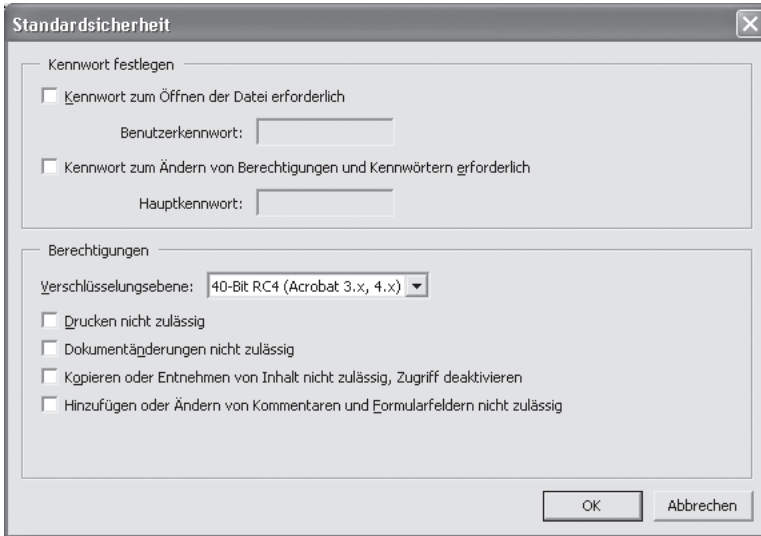 Standardsicherheit
Kennwort festlegen
Kennwort zum Öffnen der Datei erforderlich
Benutzerkennwort:
Kennwort zum Ändern von Berechtigungen und Kennwörtern erforderlich
Hauptkennwort:
Berechtigungen
Verschlüsselungsebene: 40-Bit RC4 (Acrobat 3.x, 4.x)
Drucken nicht zulässig
Dokumentänderungen nicht zulässig
Kopieren oder Entnehmen von Inhalt nicht zulässig, Zugriff deaktivieren
Hinzufügen oder Ändern von Kommentaren und Formularfeldern nicht zulässig
OK Abbrechen